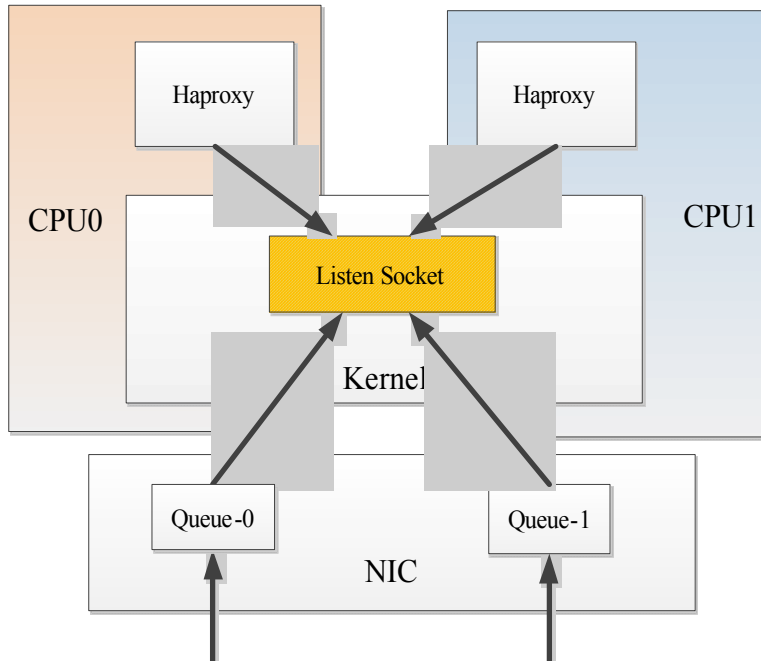 Haproxy
Haproxy
CPU0
CPU1
Listen Socket
Kernel
Queue-0
Queue-1
NIC